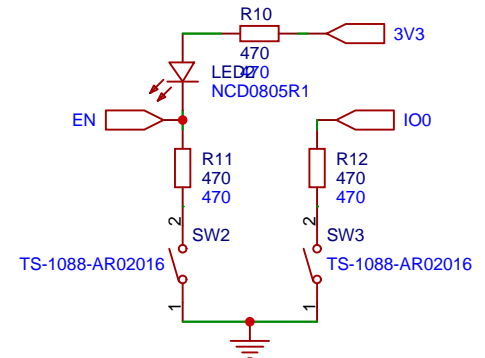 R10
3V3
470
470
LED2
NCD0805R1
EN
IO0
R11
470
470
R12
470
470
2
SW2
TS-1088-AR02016
1
2
SW3
TS-1088-AR02016
1